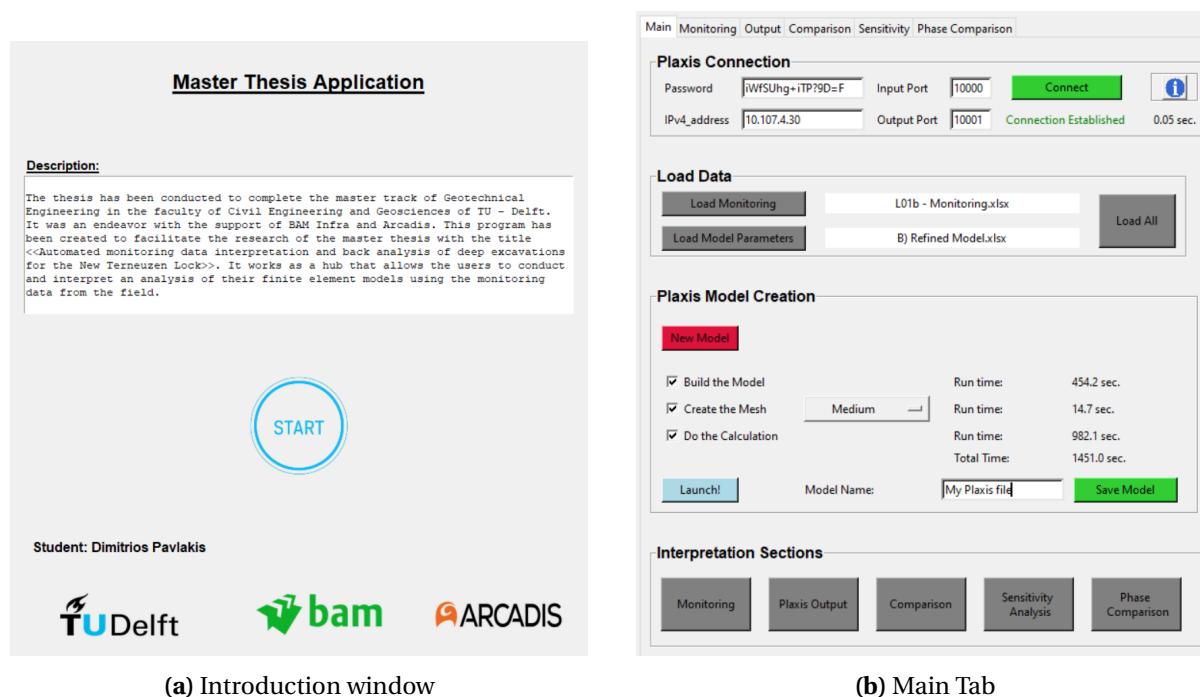 Master Thesis Application
Description:
The thesis has been conducted to complete the master track of Geotechnical
Engineering in the faculty of Civil Engineering and Geosciences of TU - Delft.
It was an endeavor with the support of BAM Infra and Arcadis. This program has
been created to facilitate the research of the master thesis with the title
<<Automated monitoring data interpretation and back analysis of deep excavations
for the New Terneuzen Lock>>. It works as a hub that allows the users to conduct
and interpret an analysis of their finite element models using the monitoring
data from the field.
START
Student: Dimitrios Pavlakis
TUDelft bam ARCADIS
(a) Introduction window
Main Monitoring Output Comparison Sensitivity Phase Comparison
Plaxis Connection
Password iWfSUhg+iTP?9D=F Input Port 10000 Connect i
IPv4_address 10.107.4.30 Output Port 10001 Connection Established 0.05 sec.
Load Data
Load Monitoring L01b - Monitoring.xlsx
Load All
Load Model Parameters B) Refined Model.xlsx
Plaxis Model Creation
New Model
Build the Model Run time: 454.2 sec.
Create the Mesh Medium Run time: 14.7 sec.
Do the Calculation Run time: 982.1 sec.
Total Time: 1451.0 sec.
Launch! Model Name: My Plaxis file Save Model
Interpretation Sections
Monitoring Plaxis Output Comparison Sensitivity Analysis Phase Comparison
(b) Main Tab